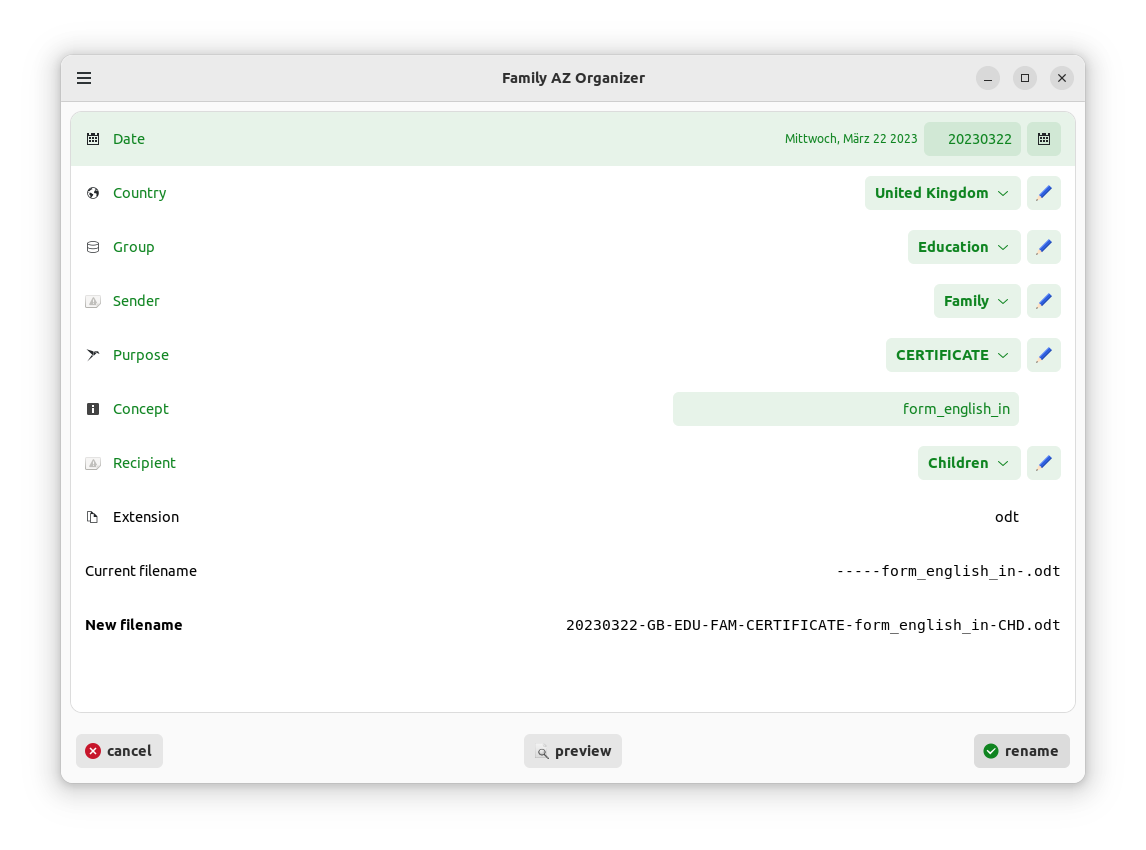 Family AZ Organizer
Date Mittwoch, März 22 2023 20230322
Country United Kingdom
Group Education
Sender Family
Purpose CERTIFICATE
Concept form_english_in
Recipient Children
Extension odt
Current filename -----form_english_in-.odt
New filename 20230322-GB-EDU-FAM-CERTIFICATE-form_english_in-CHD.odt
cancel preview rename